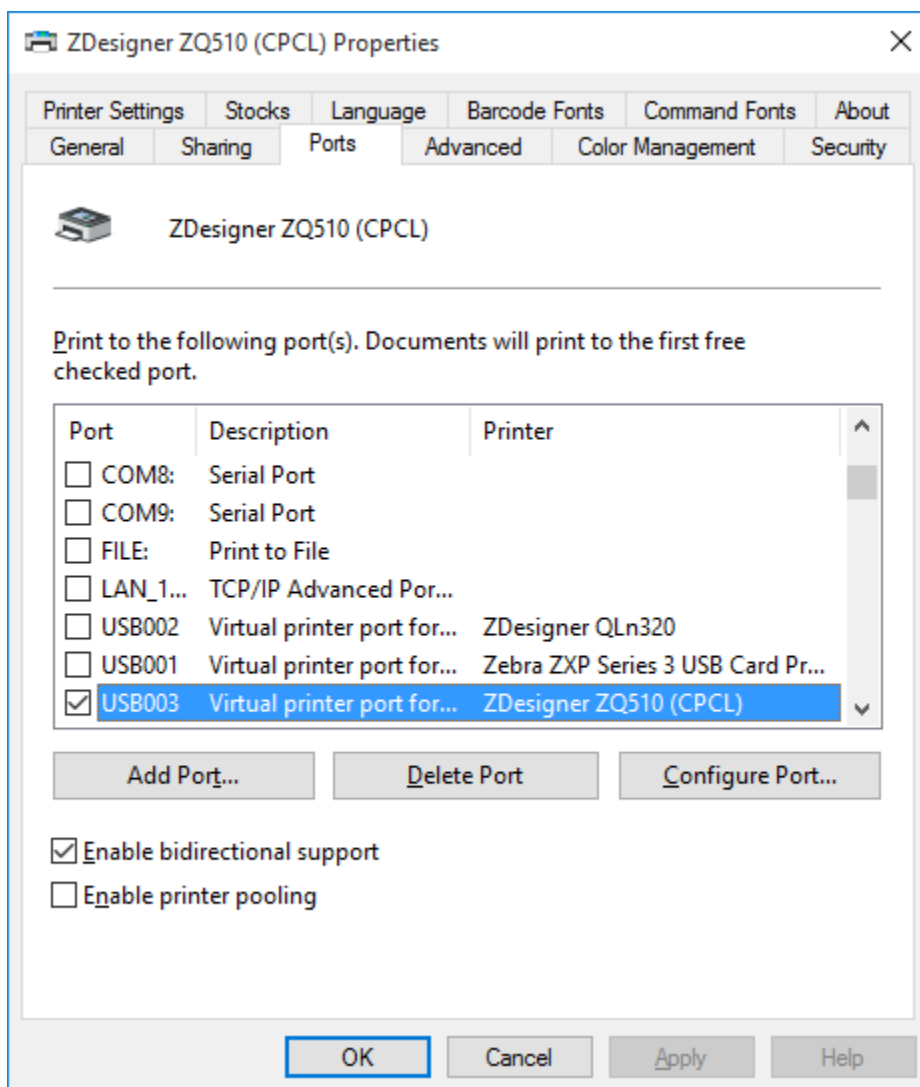 ZDesigner ZQ510 (CPCL) Properties
Printer Settings Stocks Language Barcode Fonts Command Fonts About
General Sharing Ports Advanced Color Management Security
ZDesigner ZQ510 (CPCL)
Print to the following port(s). Documents will print to the first free
checked port.
Port Description Printer
COM8: Serial Port
COM9: Serial Port
FILE: Print to File
LAN_1... TCP/IP Advanced Por...
USB002 Virtual printer port for... ZDesigner QLn320
USB001 Virtual printer port for... Zebra ZXP Series 3 USB Card Pr...
USB003 Virtual printer port for... ZDesigner ZQ510 (CPCL)
Add Port... Delete Port Configure Port...
Enable bidirectional support
Enable printer pooling
OK Cancel Apply Help